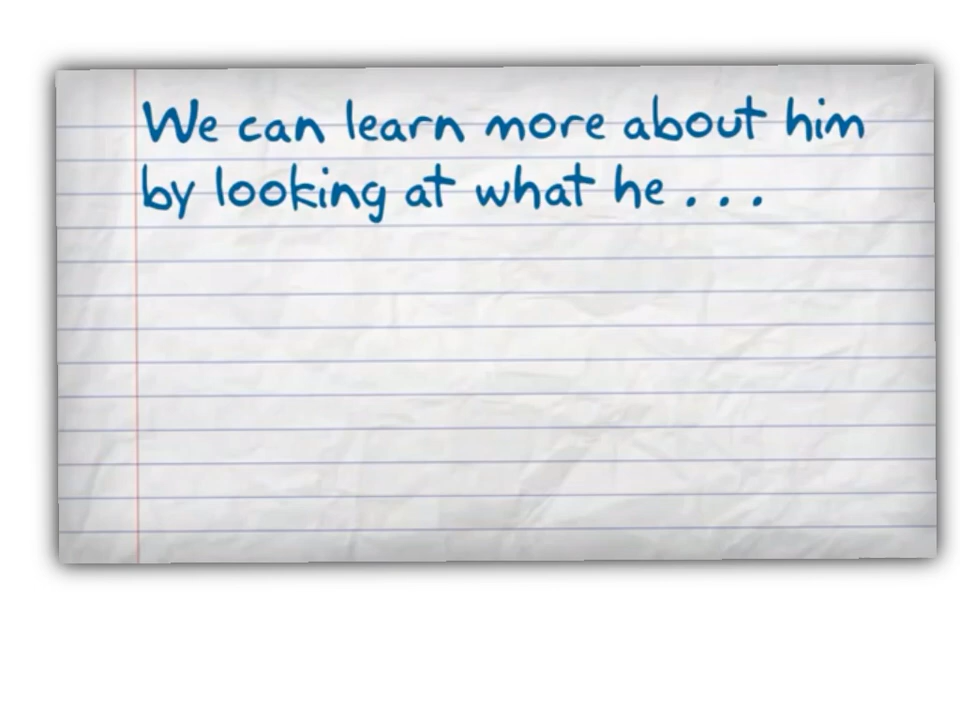 We can learn more about him
by looking at what he . . .